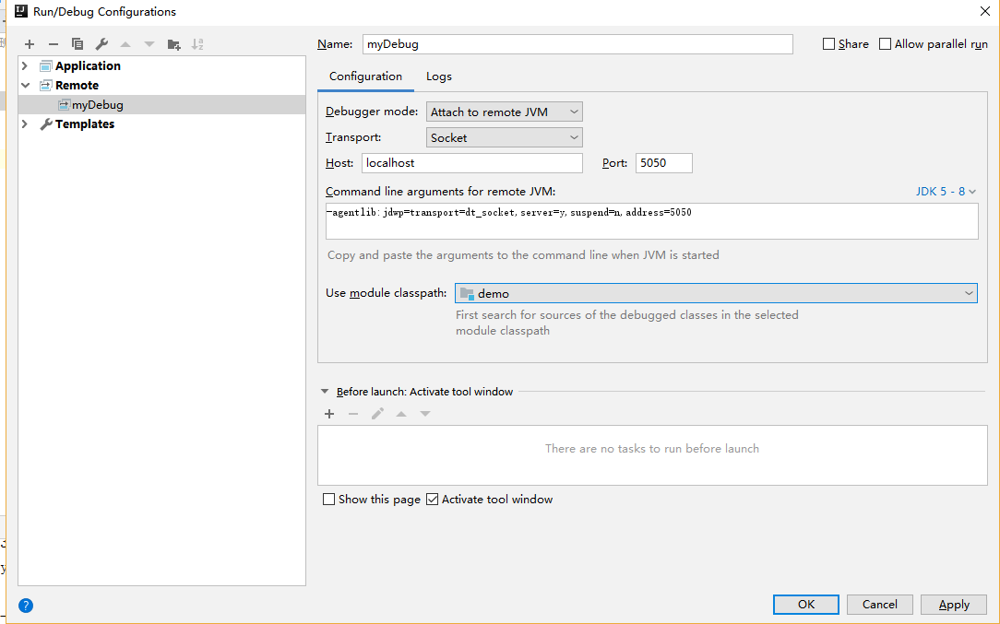 Run/Debug Configurations
Application
Remote
myDebug
Templates
Name: myDebug
Share
Allow parallel run
Configuration Logs
Debugger mode: Attach to remote JVM
Transport: Socket
Host: localhost Port: 5050
Command line arguments for remote JVM: JDK 5 - 8
-agentlib:jdwp=transport=dt_socket,server=y,suspend=n,address=5050
Copy and paste the arguments to the command line when JVM is started
Use module classpath: demo
First search for sources of the debugged classes in the selected
module classpath
Before launch: Activate tool window
There are no tasks to run before launch
Show this page Activate tool window
? OK Cancel Apply